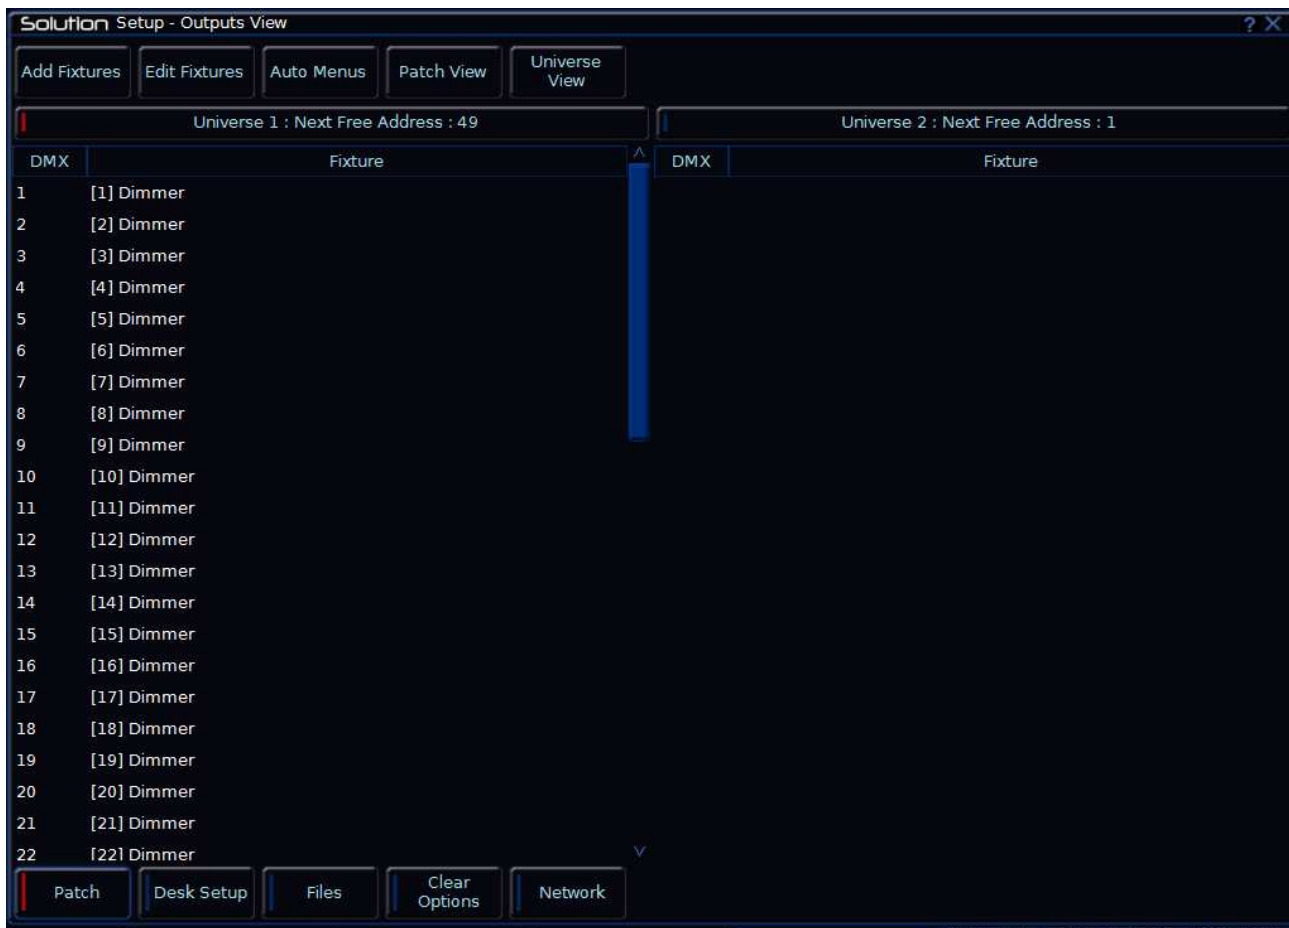 Solution Setup - Outputs View ? X
Add Fixtures Edit Fixtures Auto Menus Patch View Universe View
Universe 1 : Next Free Address : 49 Universe 2 : Next Free Address : 1
DMX Fixture DMX Fixture
1 [1] Dimmer
2 [2] Dimmer
3 [3] Dimmer
4 [4] Dimmer
5 [5] Dimmer
6 [6] Dimmer
7 [7] Dimmer
8 [8] Dimmer
9 [9] Dimmer
10 [10] Dimmer
11 [11] Dimmer
12 [12] Dimmer
13 [13] Dimmer
14 [14] Dimmer
15 [15] Dimmer
16 [16] Dimmer
17 [17] Dimmer
18 [18] Dimmer
19 [19] Dimmer
20 [20] Dimmer
21 [21] Dimmer
22 [22] Dimmer
Patch Desk Setup Files Clear Options Network